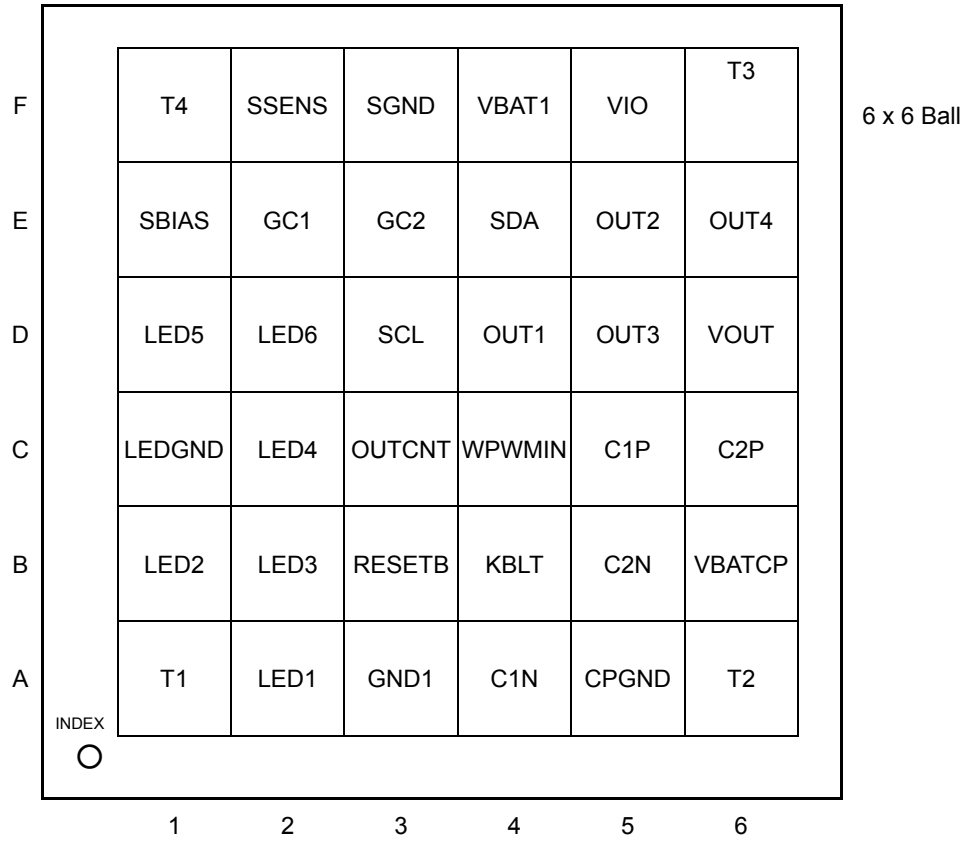 T3
F T4 SSENS SGND VBAT1 VIO
6 x 6 Ball
E SBIAS GC1 GC2 SDA OUT2 OUT4
D LED5 LED6 SCL OUT1 OUT3 VOUT
C LEDGND LED4 OUTCNT WPWMIN C1P C2P
B LED2 LED3 RESETB KBLT C2N VBATCP
A T1 LED1 GND1 C1N CPGND T2
INDEX
1 2 3 4 5 6